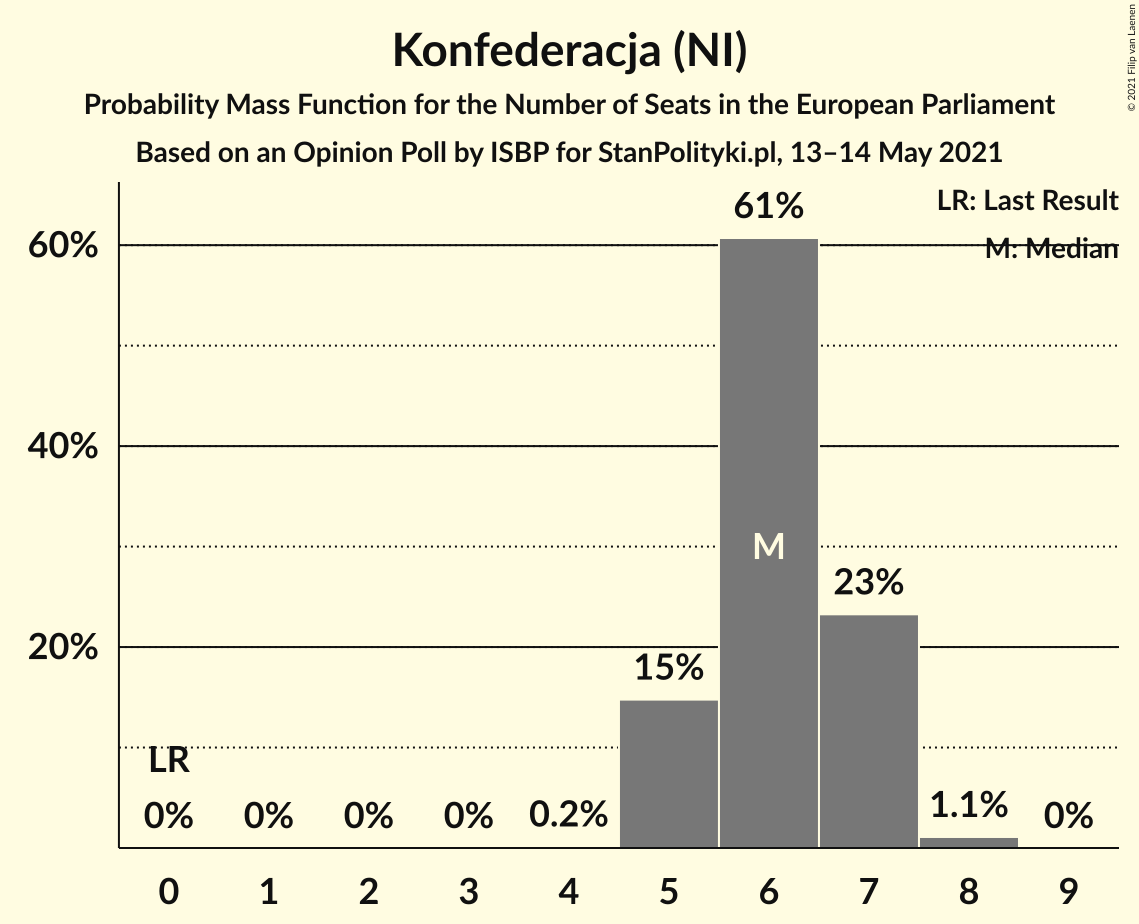 Konfederacja (NI)
Probability Mass Function for the Number of Seats in the European Parliament
Based on an Opinion Poll by ISBP for StanPolityki.pl, 13–14 May 2021
© 2021 Filip van Laenen
LR: Last Result
M: Median
60%
40%
20%
61%
M
23%
15%
LR
0%
0%
0%
0%
0.2%
1.1%
0%
0 1 2 3 4 5 6 7 8 9